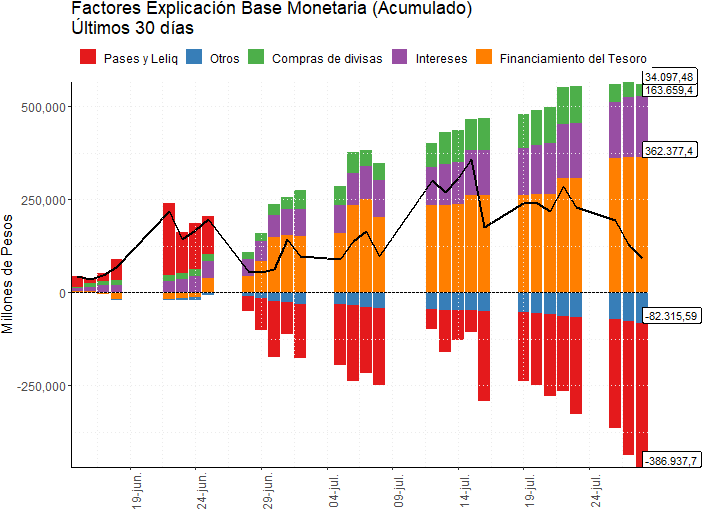 Factores Explicación Base Monetaria (Acumulado)
Últimos 30 días
Pases y Leliq
Otros
Compras de divisas
Intereses
Financiamiento del Tesoro
Millones de Pesos
500,000
250,000
0
-250,000
34.097,48
163.659,4
362.377,4
-82.315,59
-386.937,7
19-jun.
24-jun.
29-jun.
04-jul.
09-jul.
14-jul.
19-jul.
24-jul.